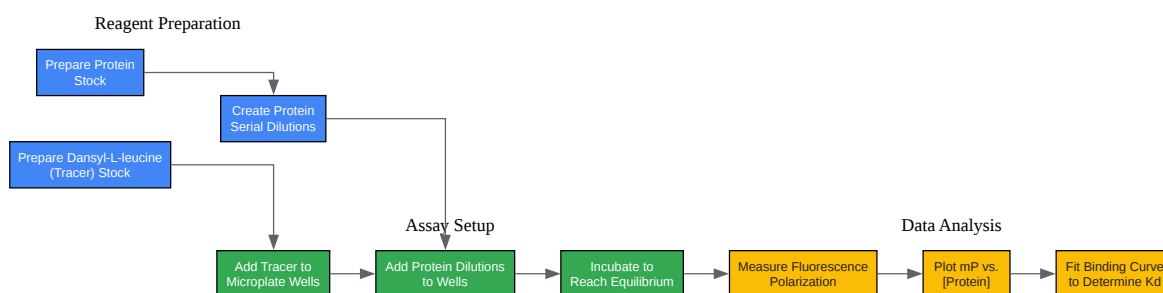 Reagent Preparation
Prepare Protein
Stock
Create Protein
Serial Dilutions
Prepare Dansyl-L-leucine
(Tracer) Stock
Assay Setup
Data Analysis
Add Tracer to
Microplate Wells
Add Protein Dilutions
to Wells
Incubate to
Reach Equilibrium
Measure Fluorescence
Polarization
Plot mP vs.
[Protein]
Fit Binding Curve
to Determine Kd